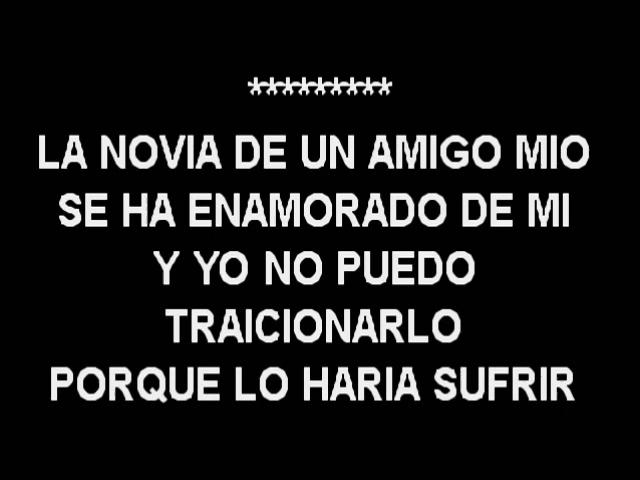 *********
LA NOVIA DE UN AMIGO MIO
SE HA ENAMORADO DE MI
Y YO NO PUEDO
TRAICIONARLO
PORQUE LO HARIA SUFRIR